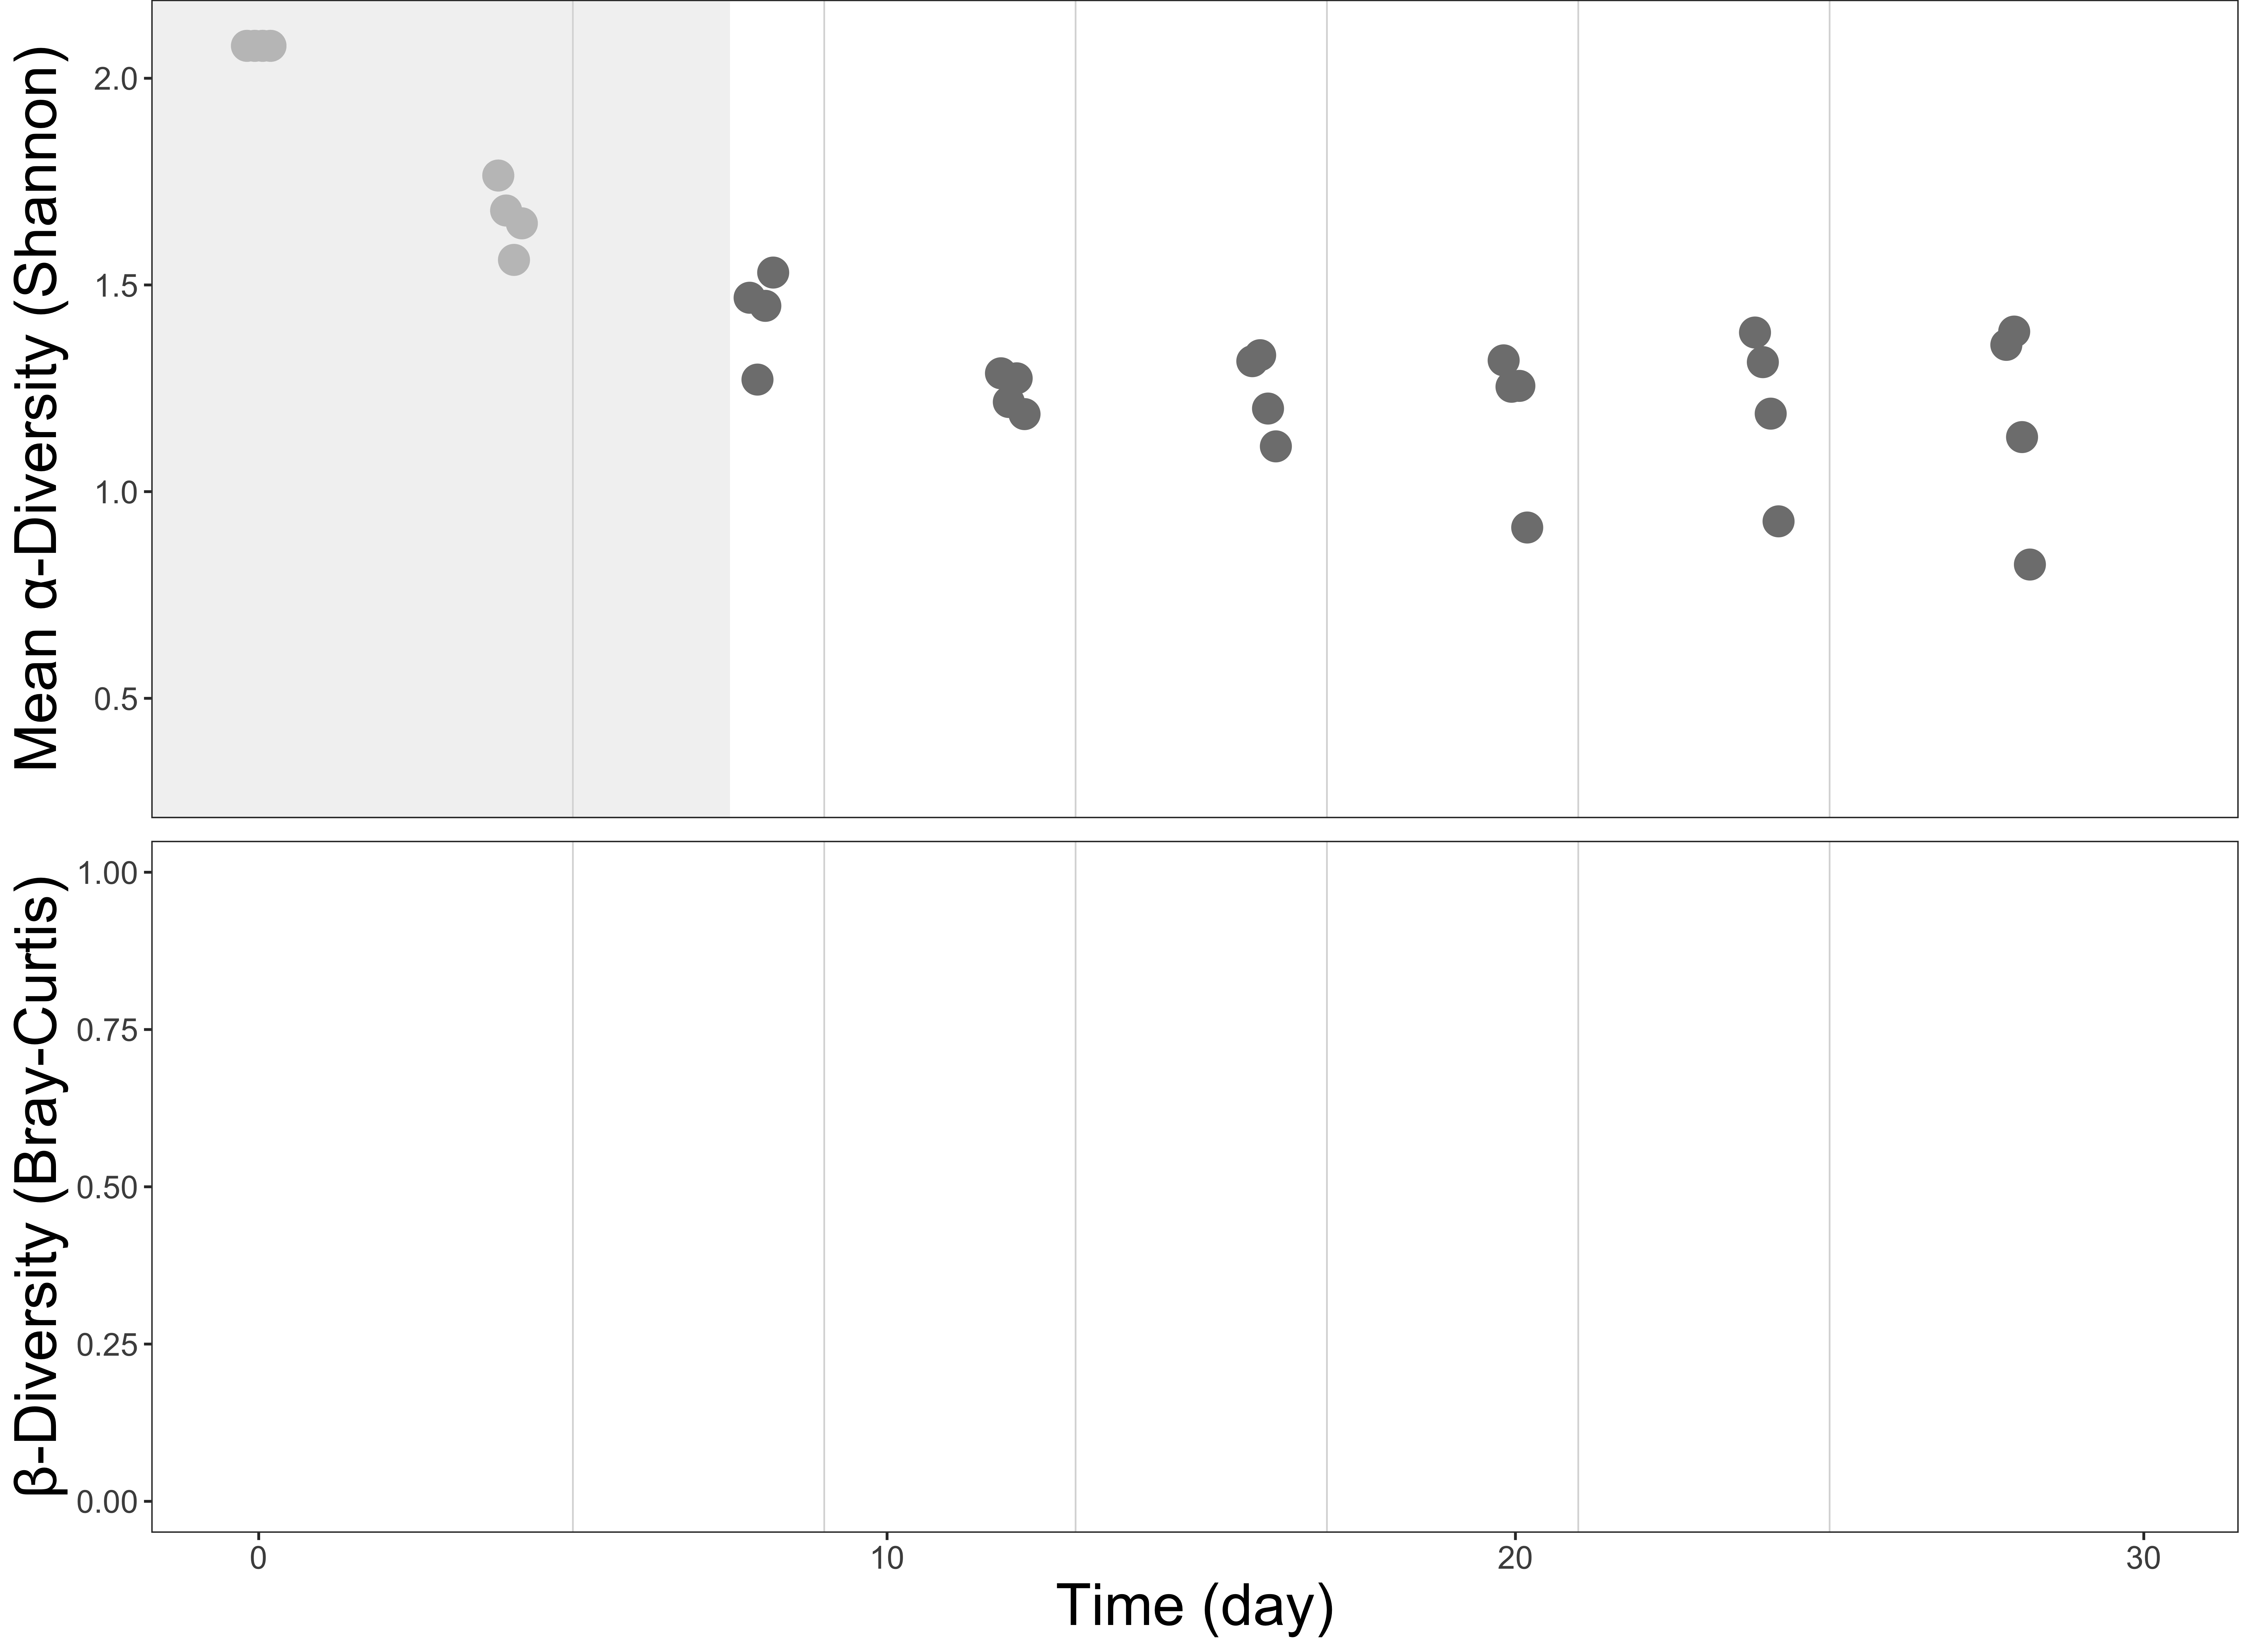 Mean α-Diversity (Shannon)
2.0
1.5
1.0
0.5
β-Diversity (Bray-Curtis)
1.00
0.75
0.50
0.25
0.00
0 10 20 30
Time (day)